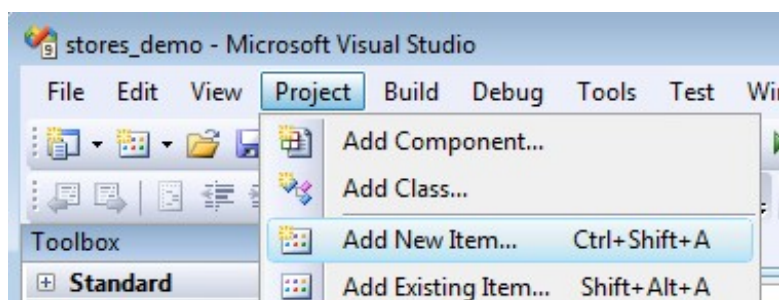 stores_demo - Microsoft Visual Studio
File Edit View Project Build Debug Tools Test
Add Component...
Add Class...
Toolbox Add New Item... Ctrl+Shift+A
Standard Add Existing Item... Shift+Alt+A